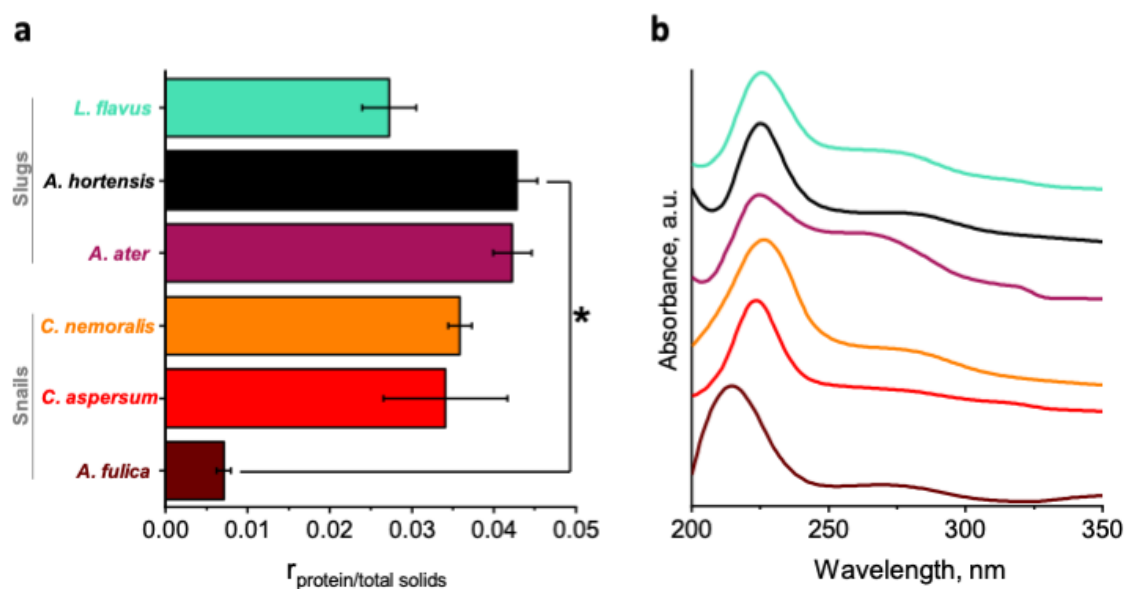 a
Slugs
L. flavus
A. hortensis
A. ater
Snails
C. nemoralis
C. aspersum
A. fulica
*
0.00 0.01 0.02 0.03 0.04 0.05
r protein/total solids
b
Absorbance, a.u.
200 250 300 350
Wavelength, nm